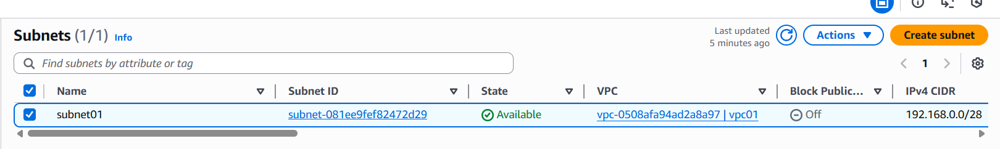 Subnets (1/1) Info
Last updated
5 minutes ago
Actions
Create subnet
Find subnets by attribute or tag
1
Name Subnet ID State VPC Block Public... IPv4 CIDR
subnet01 subnet-081ee9fef82472d29 Available vpc-0508afa94ad2a8a97 | vpc01 Off 192.168.0.0/28